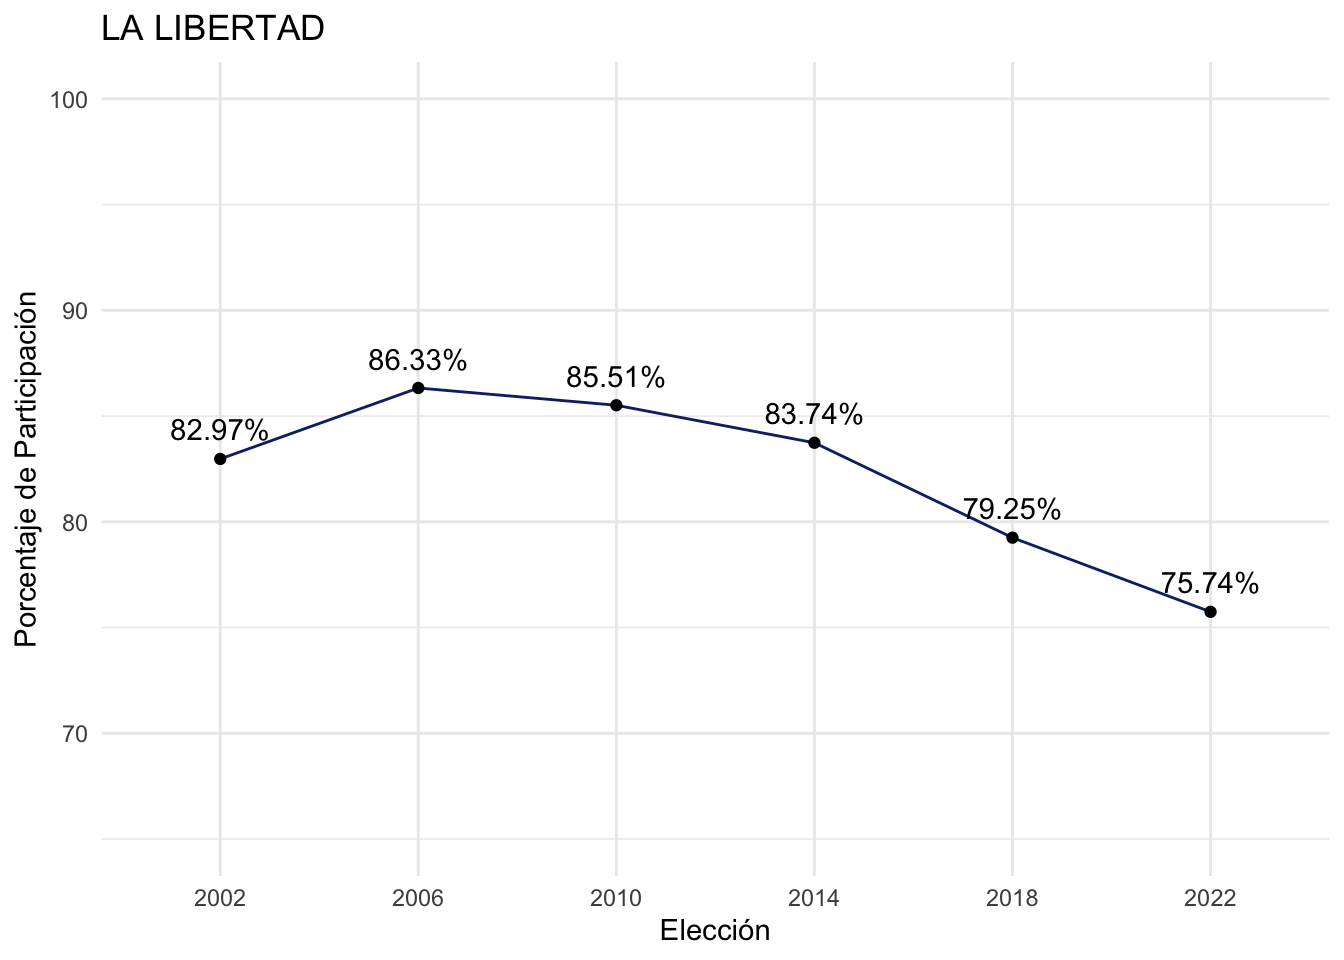 LA LIBERTAD
Porcentaje de Participación
100
90
80
70
82.97%
86.33%
85.51%
83.74%
79.25%
75.74%
2002 2006 2010 2014 2018 2022
Elección